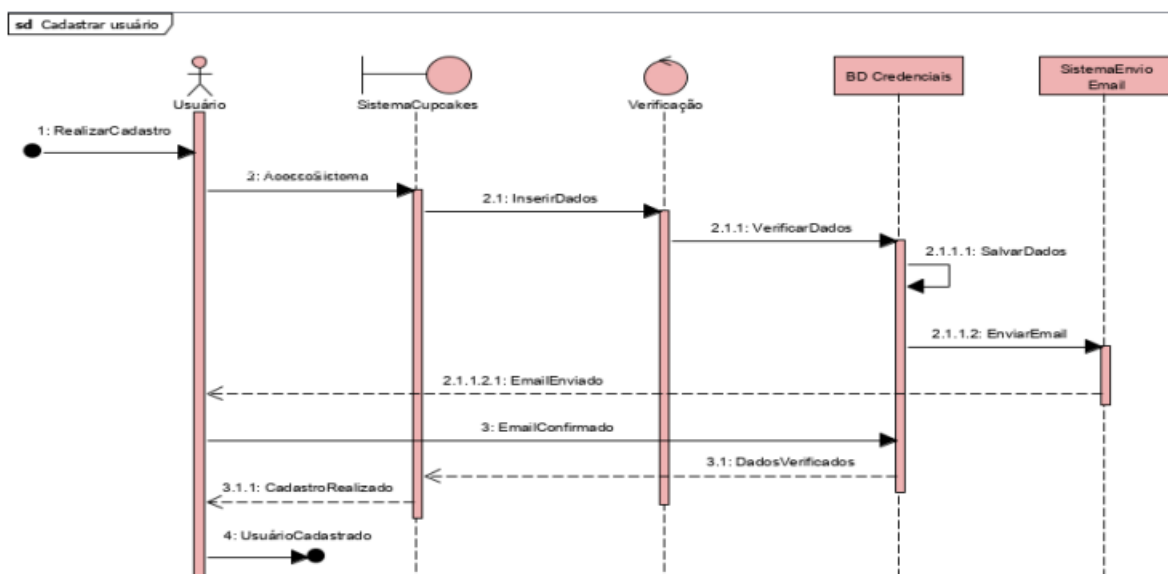 sd Cadastrar usuário
Usuário
SistemaCupcakes
Verificação
BD Credenciais
SistemaEnvio
Email
1: RealizarCadastro
2: AcessoSistema
2.1: InserirDados
2.1.1: VerificarDados
2.1.1.1: SalvarDados
2.1.1.2: EnviarEmail
2.1.1.2.1: EmailEnviado
3: EmailConfirmado
3.1: DadosVerificados
3.1.1: CadastroRealizado
4: UsuárioCadastrado